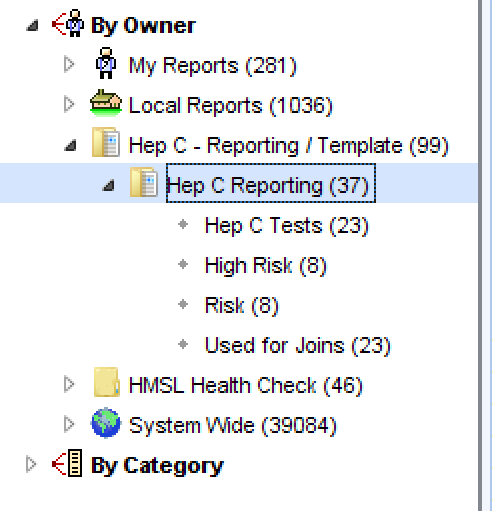 By Owner
My Reports (281)
Local Reports (1036)
Hep C - Reporting / Template (99)
Hep C Reporting (37)
Hep C Tests (23)
High Risk (8)
Risk (8)
Used for Joins (23)
HMSL Health Check (46)
System Wide (39084)
By Category